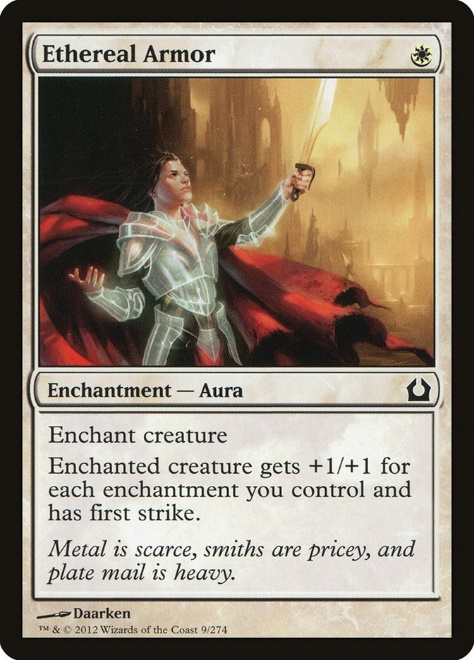 Ethereal Armor
Enchantment — Aura
Enchant creature
Enchanted creature gets +1/+1 for
each enchantment you control and
has first strike.
Metal is scarce, smiths are pricey, and
plate mail is heavy.
Daarken
™ & © 2012 Wizards of the Coast 9/274